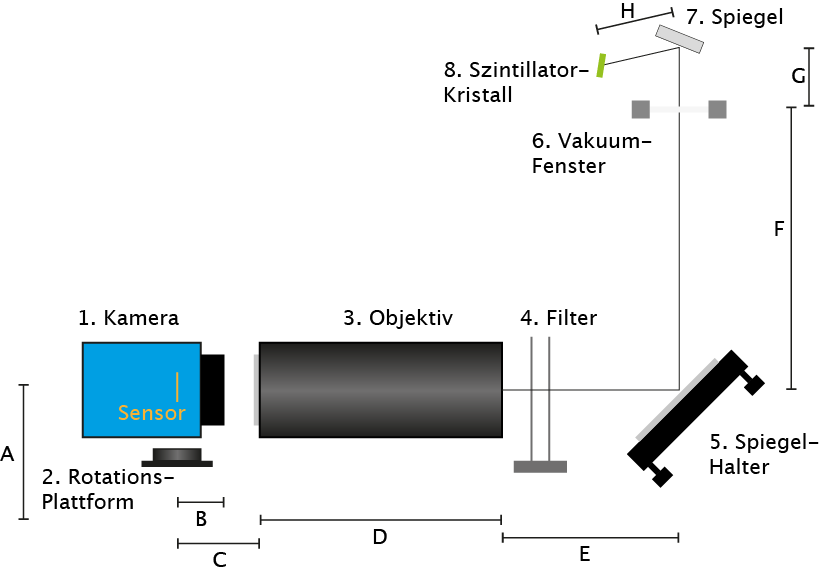 H
7. Spiegel
8. Szintillator-
Kristall
G
6. Vakuum-
Fenster
F
1. Kamera
3. Objektiv
4. Filter
Sensor
5. Spiegel-
Halter
A
2. Rotations-
Plattform
B
C
D
E